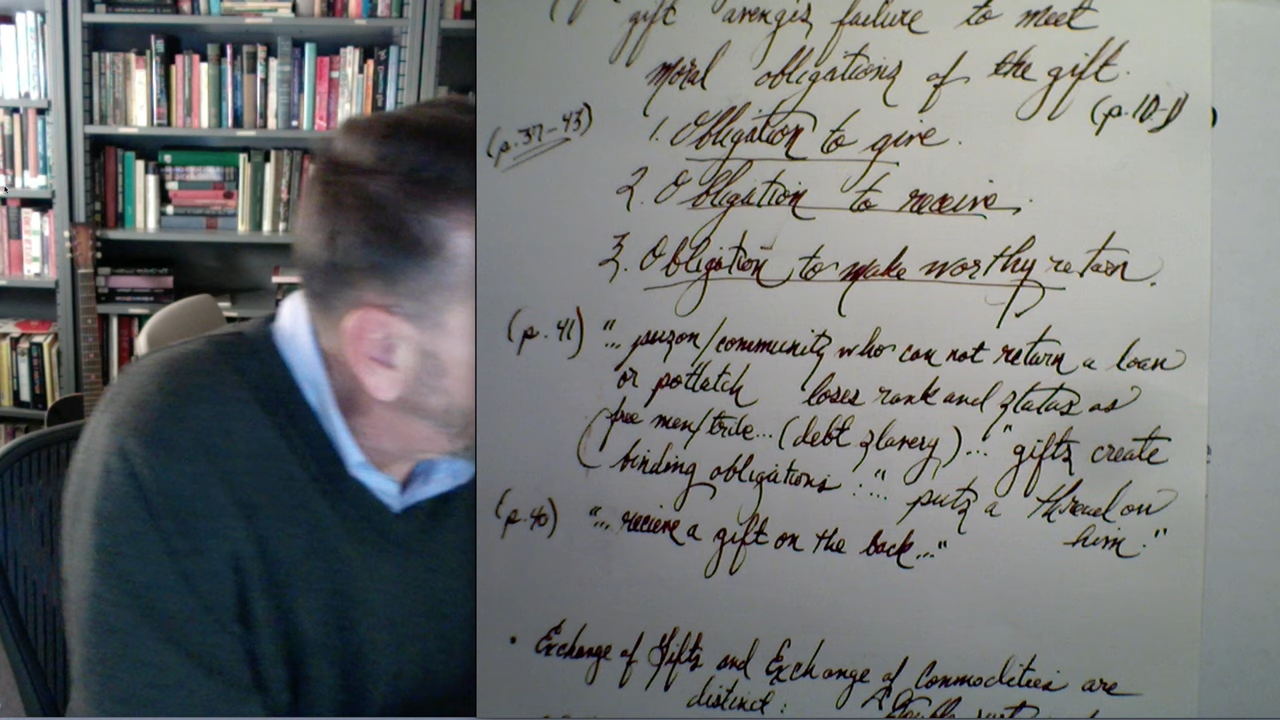 gift avenges failure to meet
moral obligations of the gift.
(p. 10-11)
(p. 37-43)
1. Obligation to give.
2. Obligation to receive.
3. Obligation to make worthy return.
(p. 41) "... person/community who can not return a loan
or potlatch loses rank and status as
free men/tribe... (debt slavery)..." gifts create
binding obligations: "... puts a thread on
him."
(p. 40) "... receive a gift on the back..."
• Exchange of Gifts and Exchange of Commodities are
distinct: